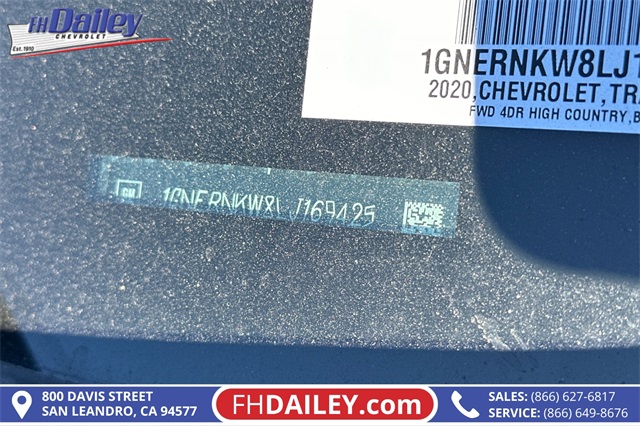 FHDailey
CHEVROLET
Est. 1910
1GNERNKW8LJ1
2020,CHEVROLET,TR
FWD 4DR HIGH COUNTRY,B
GM 1GNERNKW8LJ169425
800 DAVIS STREET
SAN LEANDRO, CA 94577
FHDAILEY.com
SALES: (866) 627-6817
SERVICE: (866) 649-8676